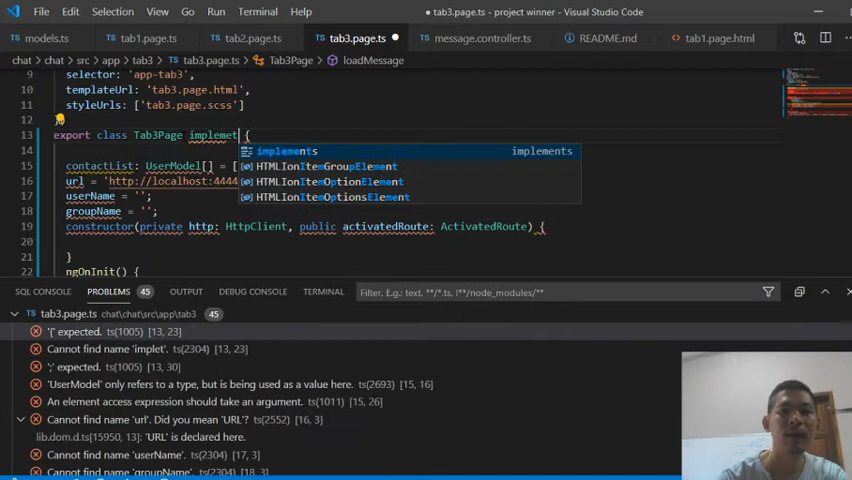 File Edit Selection View Go Run Terminal Help ● tab3.page.ts - project winner - Visual Studio Code
models.ts tab1.page.ts tab2.page.ts tab3.page.ts ● message.controller.ts README.md tab1.page.html
chat > chat > src > app > tab3 > tab3.page.ts > Tab3Page > loadMessage
9 selector: 'app-tab3',
10 templateUrl: 'tab3.page.html',
11 styleUrls: ['tab3.page.scss']
12 })
13 export class Tab3Page implemet {
implements implements
14
HTMLIonItemGroupElement
15 contactList: UserModel[] = [
HTMLIonItemOptionElement
16 url = 'http://localhost:4444
HTMLIonItemOptionsElement
17 userName = '';
18 groupName = '';
19 constructor(private http: HttpClient, public activatedRoute: ActivatedRoute) {
20
21 }
22 ngOnInit() {
SQL CONSOLE PROBLEMS 45 OUTPUT DEBUG CONSOLE TERMINAL Filter. E.g.: text, **/*.ts, !**/node_modules/**
tab3.page.ts chat\chat\src\app\tab3 45
'{' expected. ts(1005) [13, 23]
Cannot find name 'implet'. ts(2304) [13, 23]
';' expected. ts(1005) [13, 30]
'UserModel' only refers to a type, but is being used as a value here. ts(2693) [15, 16]
An element access expression should take an argument. ts(1011) [15, 26]
Cannot find name 'url'. Did you mean 'URL'? ts(2552) [16, 3]
lib.dom.d.ts[15950, 13]: 'URL' is declared here.
Cannot find name 'userName'. ts(2304) [17, 3]
Cannot find name 'groupName'. ts(2304) [18, 3]